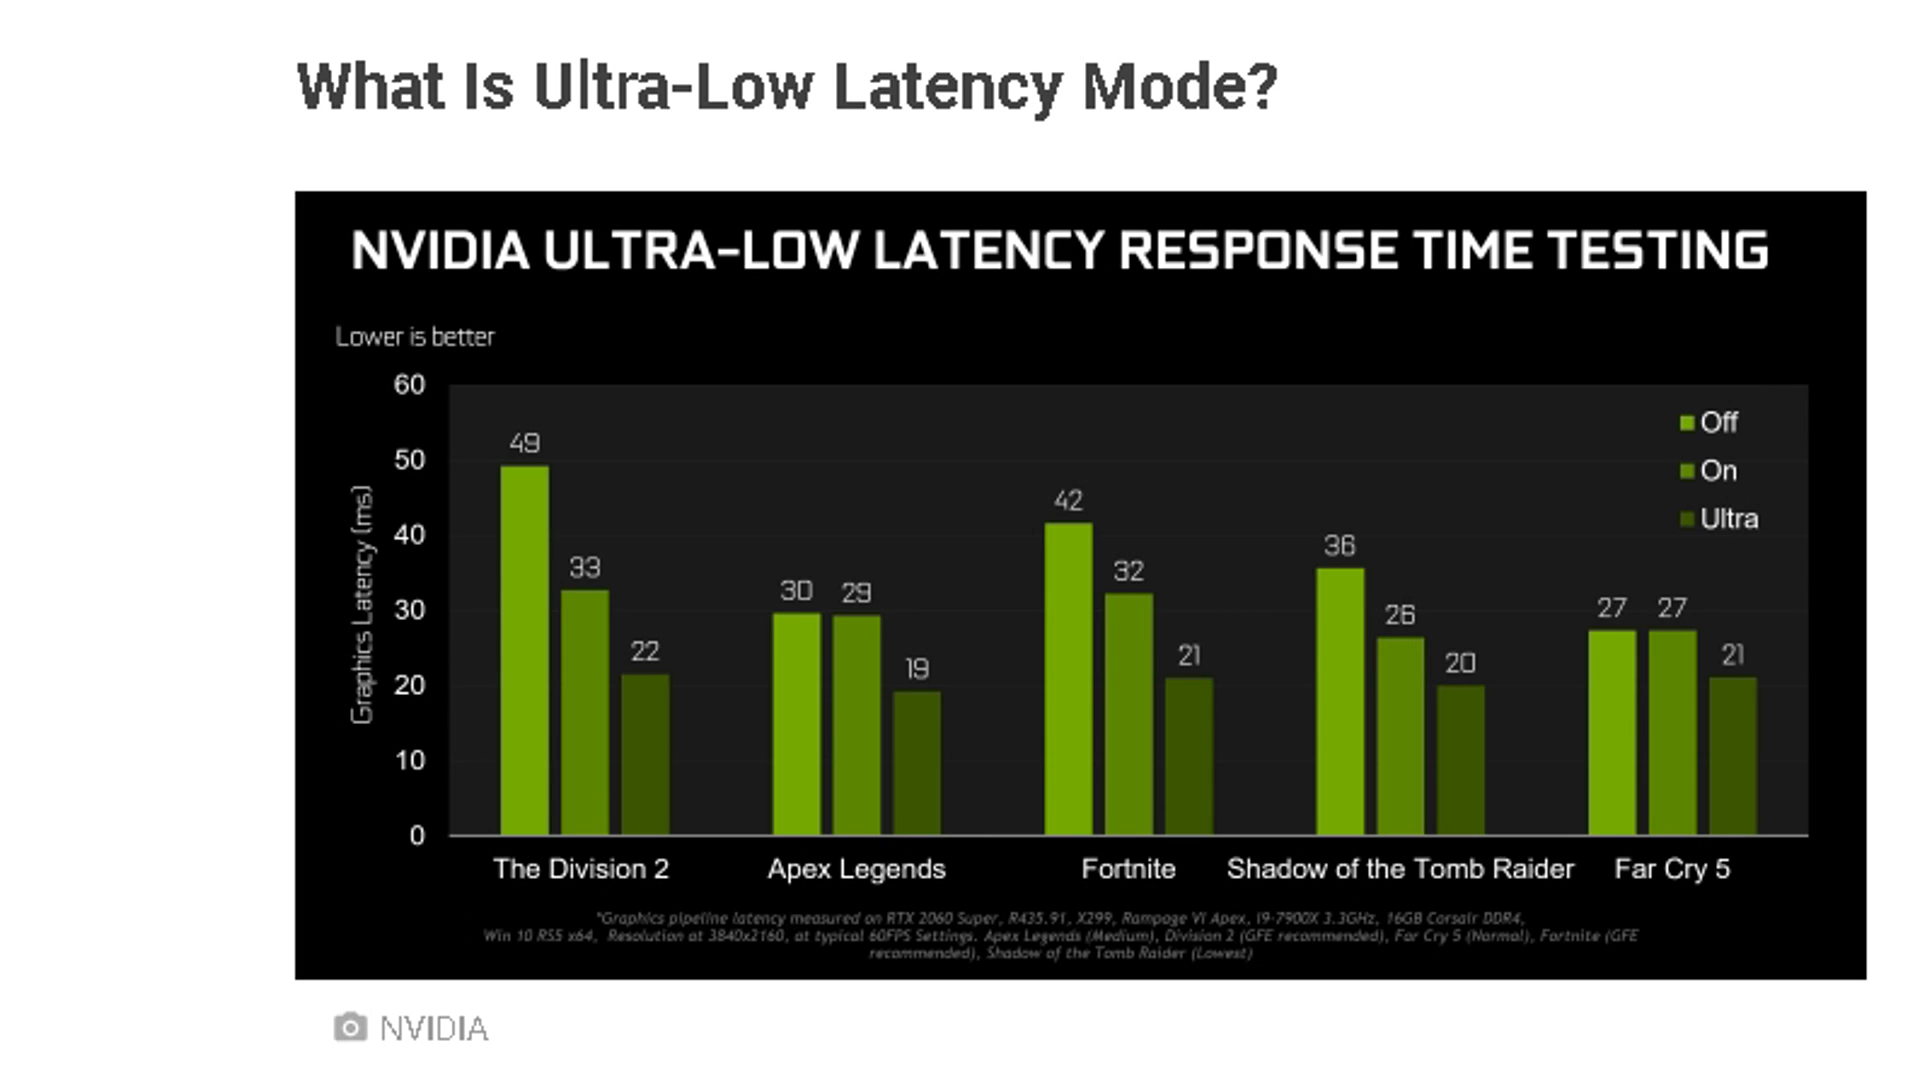 What Is Ultra-Low Latency Mode?
NVIDIA ULTRA-LOW LATENCY RESPONSE TIME TESTING
Lower is better
Graphics Latency (ms)
60
50
40
30
20
10
0
Off
On
Ultra
49
33
22
30
29
19
42
32
21
36
26
20
27
27
21
The Division 2
Apex Legends
Fortnite
Shadow of the Tomb Raider
Far Cry 5
*Graphics pipeline latency measured on RTX 2060 Super, R435.91, X299, Rampage VI Apex, i9-7900X 3.3GHz, 16GB Corsair DDR4,
Win 10 RS5 x64, Resolution at 3840x2160, at typical 60FPS Settings. Apex Legends (Medium), Division 2 (GFE recommended), Far Cry 5 (Normal), Fortnite (GFE
recommended), Shadow of the Tomb Raider (Lowest)
NVIDIA